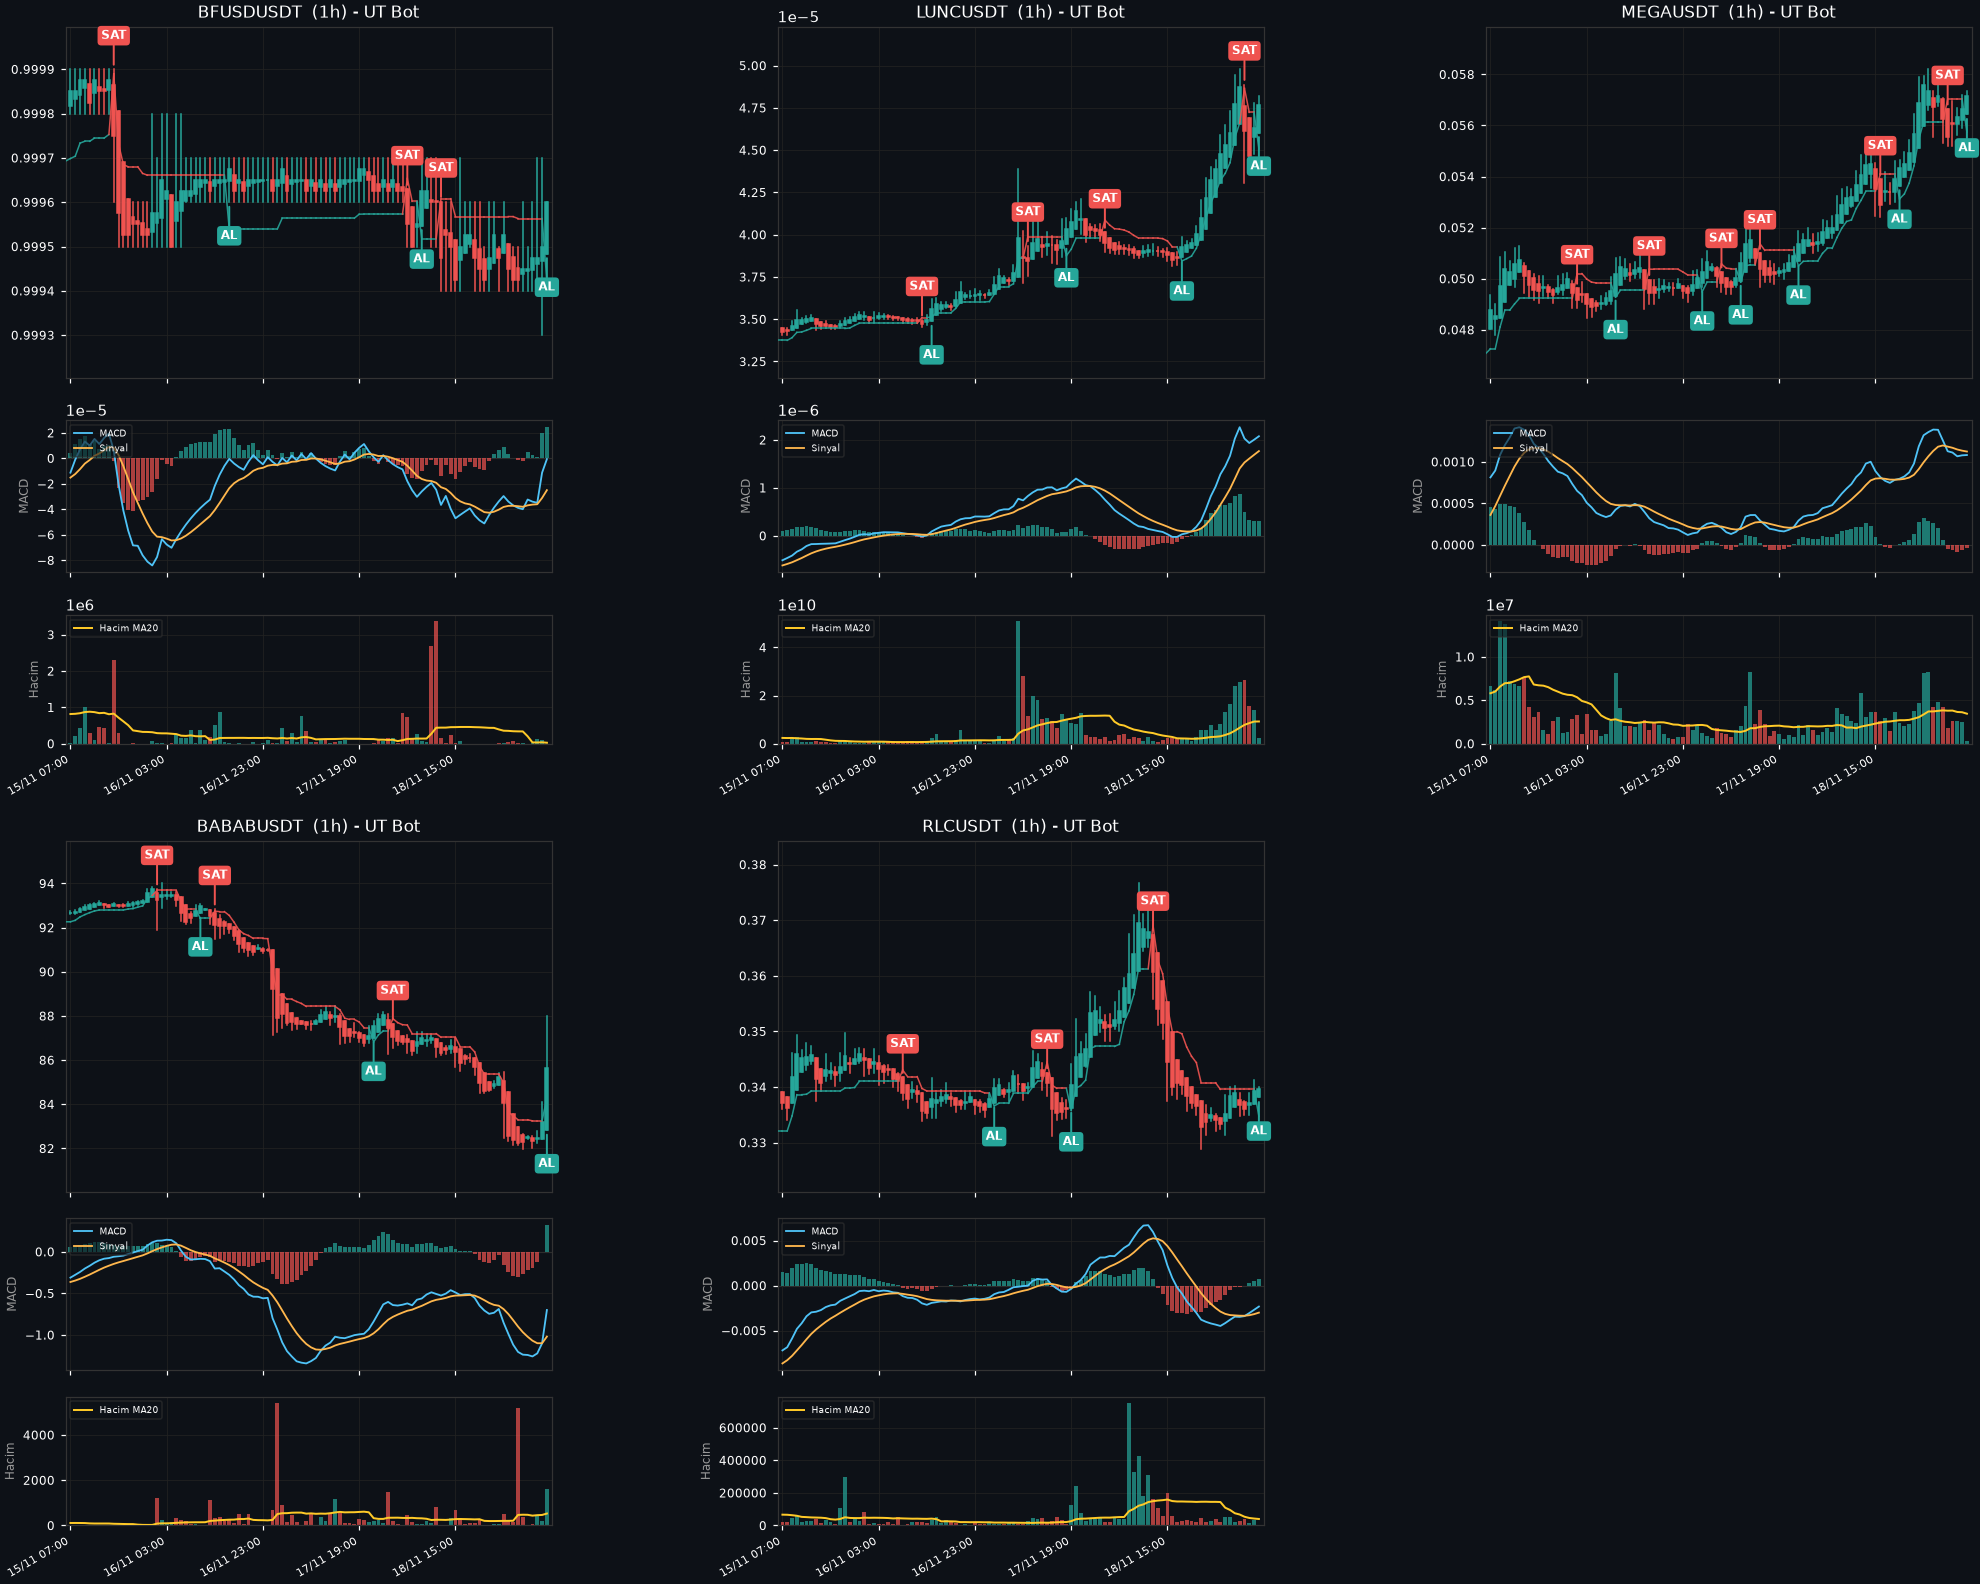 BFUSDUSDT (1h) - UT Bot
SAT
0.9999
0.9998
0.9997
0.9996
0.9995
0.9994
0.9993
SAT
SAT
AL
AL
AL
1e−5
MACD
Sinyal
2
0
−2
−4
−6
−8
MACD
1e6
Hacim MA20
3
2
1
0
Hacim
15/11 07:00
16/11 03:00
16/11 23:00
17/11 19:00
18/11 15:00
LUNCUSDT (1h) - UT Bot
1e−5
5.00
4.75
4.50
4.25
4.00
3.75
3.50
3.25
SAT
SAT
SAT
SAT
AL
AL
AL
AL
1e−6
MACD
Sinyal
2
1
0
MACD
1e10
Hacim MA20
4
2
0
Hacim
15/11 07:00
16/11 03:00
16/11 23:00
17/11 19:00
18/11 15:00
MEGAUSDT (1h) - UT Bot
0.058
0.056
0.054
0.052
0.050
0.048
SAT
SAT
SAT
SAT
SAT
SAT
AL
AL
AL
AL
AL
AL
MACD
Sinyal
0.0010
0.0005
0.0000
MACD
1e7
Hacim MA20
1.0
0.5
0.0
Hacim
15/11 07:00
16/11 03:00
16/11 23:00
17/11 19:00
18/11 15:00
BABABUSDT (1h) - UT Bot
94
92
90
88
86
84
82
SAT
SAT
SAT
AL
AL
AL
MACD
Sinyal
0.0
−0.5
−1.0
MACD
Hacim MA20
4000
2000
0
Hacim
15/11 07:00
16/11 03:00
16/11 23:00
17/11 19:00
18/11 15:00
RLCUSDT (1h) - UT Bot
0.38
0.37
0.36
0.35
0.34
0.33
SAT
SAT
SAT
AL
AL
AL
MACD
Sinyal
0.005
0.000
−0.005
MACD
Hacim MA20
600000
400000
200000
0
Hacim
15/11 07:00
16/11 03:00
16/11 23:00
17/11 19:00
18/11 15:00